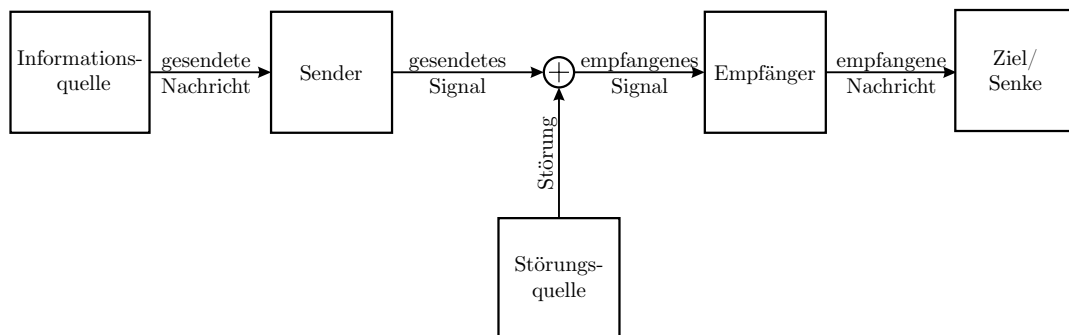 Informations-
quelle
gesendete
Nachricht
Sender
gesendetes
Signal
+
empfangenes
Signal
Empfänger
empfangene
Nachricht
Ziel/
Senke
Störung
Störungs-
quelle